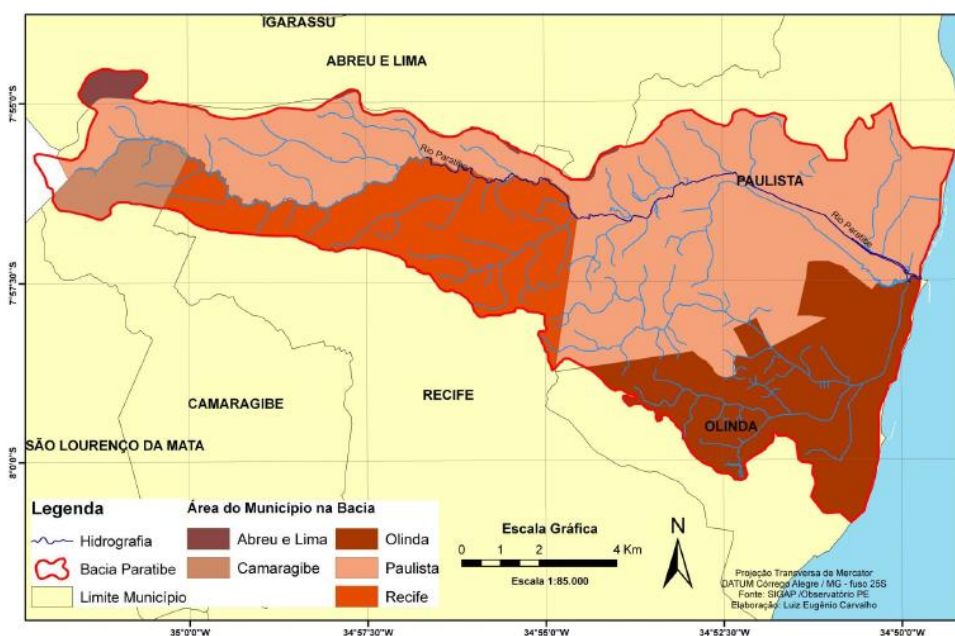 IGARASSU
ABREU E LIMA
7°55'0"S
Rio Paratibe
PAULISTA
Rio Paratibe
7°57'30"S
CAMARAGIBE
RECIFE
OLINDA
SÃO LOURENÇO DA MATA
8°0'0"S
Legenda
Hidrografia
Bacia Paratibe
Limite Município
Área do Município na Bacia
Abreu e Lima
Camaragibe
Olinda
Paulista
Recife
Escala Gráfica
0 1 2 4 Km
Escala 1:85.000
N
Projeção Transversa de Mercator
DATUM Córrego Alegre / MG - fuso 25S
Fonte: SIGAP /Observatório PE
Elaboração: Luiz Eugênio Carvalho
35°0'0"W 34°57'30"W 34°55'0"W 34°52'30"W 34°50'0"W